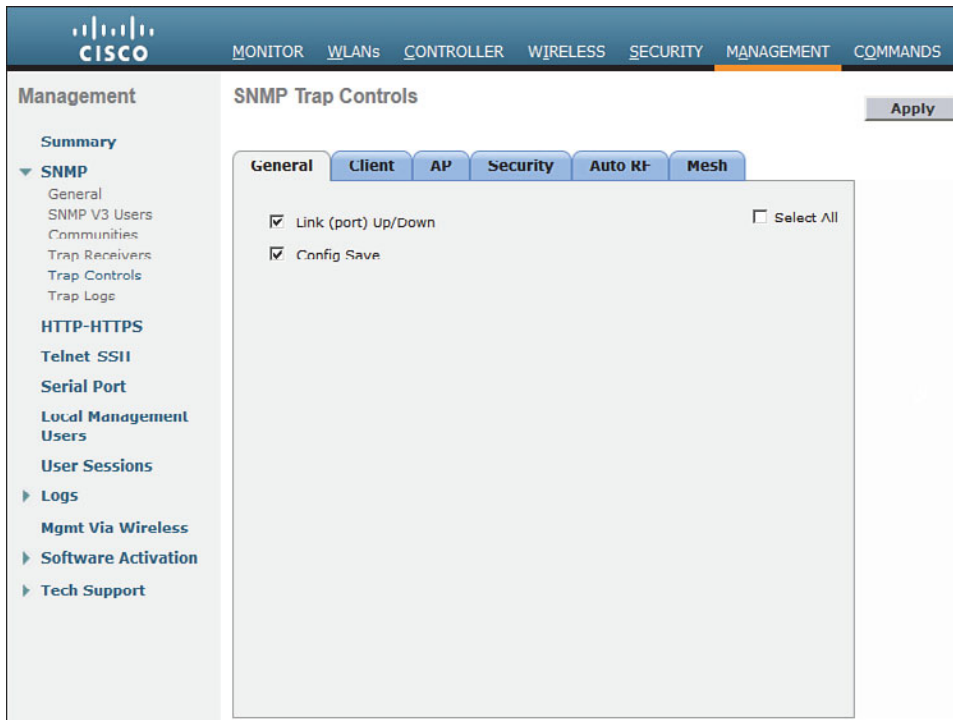 CISCO
MONITOR WLANs CONTROLLER WIRELESS SECURITY MANAGEMENT COMMANDS
Management
Summary
SNMP
General
SNMP V3 Users
Communities
Trap Receivers
Trap Controls
Trap Logs
HTTP-HTTPS
Telnet SSH
Serial Port
Local Management
Users
User Sessions
Logs
Mgmt Via Wireless
Software Activation
Tech Support
SNMP Trap Controls
Apply
General Client AP Security Auto RF Mesh
Link (port) Up/Down
Select All
Config Save